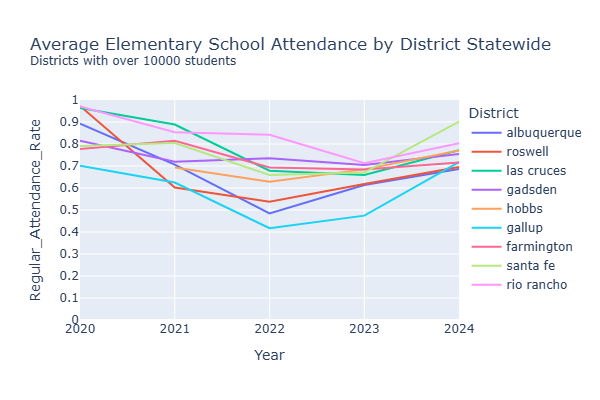 Average Elementary School Attendance by District Statewide
Districts with over 10000 students
Regular_Attendance_Rate
1
0.9
0.8
0.7
0.6
0.5
0.4
0.3
0.2
0.1
0
2020
2021
2022
2023
2024
Year
District
albuquerque
roswell
las cruces
gadsden
hobbs
gallup
farmington
santa fe
rio rancho